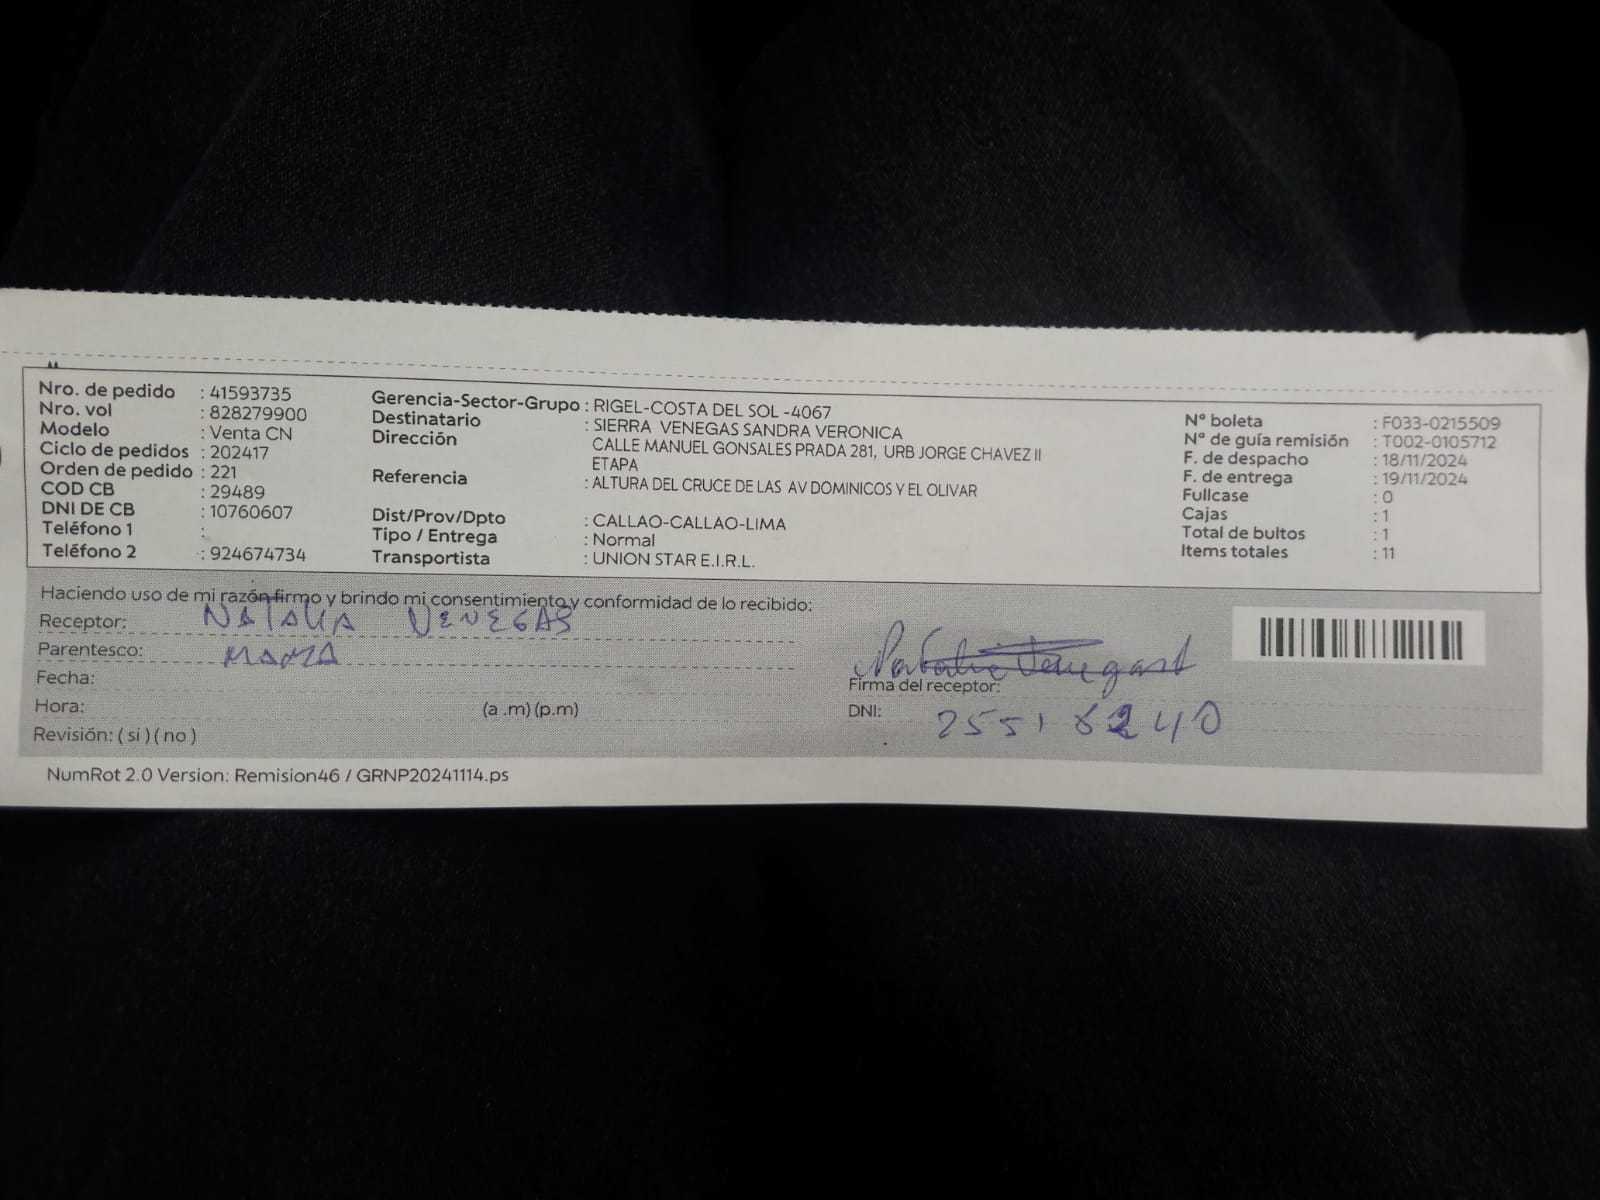 Nro. de pedido : 41593735
Nro. vol : 828279900
Modelo : Venta CN
Ciclo de pedidos : 202417
Orden de pedido : 221
COD CB : 29489
DNI DE CB : 10760607
Teléfono 1 :
Teléfono 2 : 924674734
Gerencia-Sector-Grupo : RIGEL-COSTA DEL SOL -4067
Destinatario : SIERRA VENEGAS SANDRA VERONICA
Dirección CALLE MANUEL GONSALES PRADA 281, URB JORGE CHAVEZ II
ETAPA
Referencia : ALTURA DEL CRUCE DE LAS AV DOMINICOS Y EL OLIVAR
Dist/Prov/Dpto : CALLAO-CALLAO-LIMA
Tipo / Entrega : Normal
Transportista : UNION STAR E.I.R.L.
N° boleta : F033-0215509
N° de guía remisión : T002-0105712
F. de despacho : 18/11/2024
F. de entrega : 19/11/2024
Fullcase : 0
Cajas : 1
Total de bultos : 1
Items totales : 11
Haciendo uso de mi razón firmo y brindo mi consentimiento y conformidad de lo recibido:
Receptor: NATALIA VENEGAS
Parentesco: MAMA
Fecha:
Hora: (a .m) (p.m)
Revisión: ( si ) ( no )
Natalia Venegas
Firma del receptor:
DNI: 25518240
NumRot 2.0 Version: Remision46 / GRNP20241114.ps